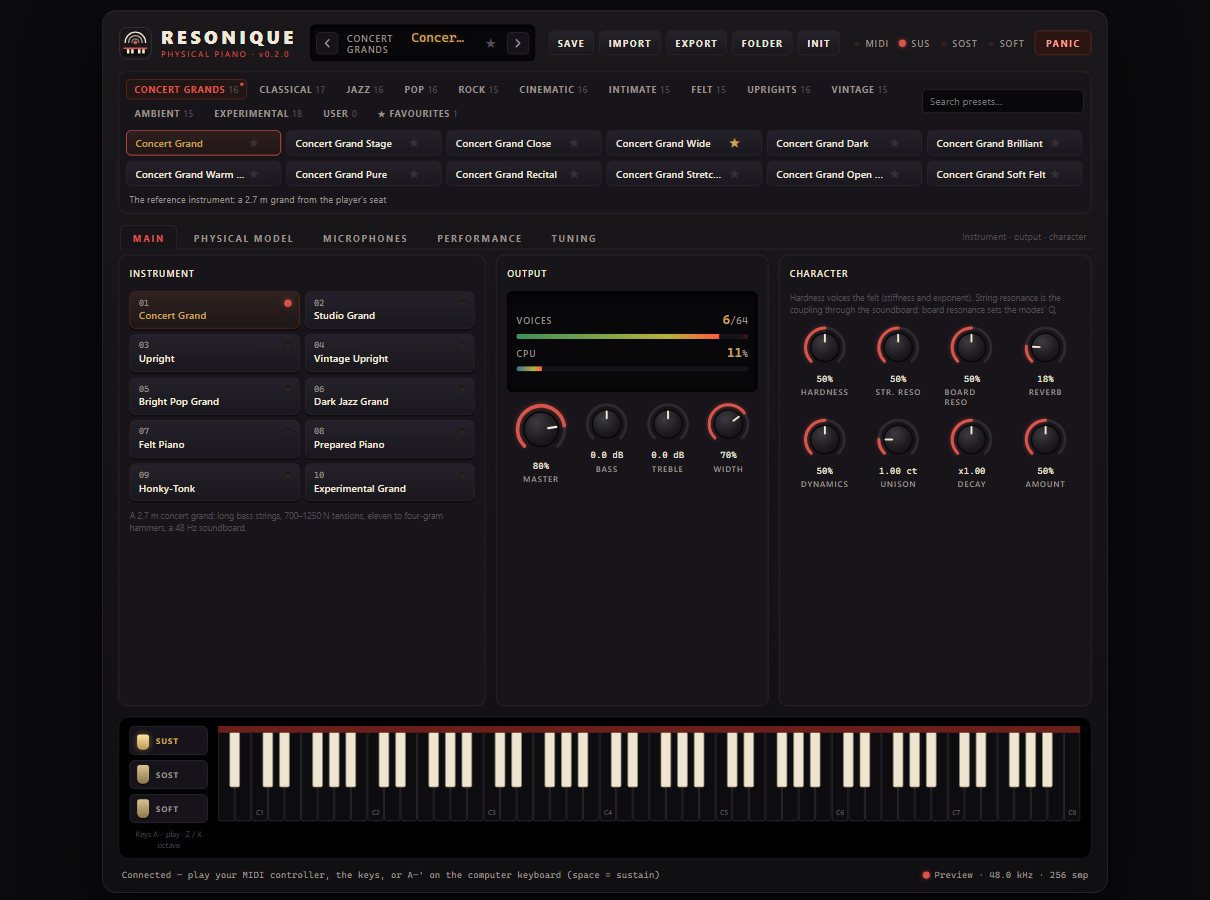 RESONIQUE
PHYSICAL PIANO · v0.2.0
CONCERT GRANDS
Concer…
★
SAVE
IMPORT
EXPORT
FOLDER
INIT
MIDI
SUS
SOST
SOFT
PANIC
CONCERT GRANDS 16
CLASSICAL 17
JAZZ 16
POP 16
ROCK 15
CINEMATIC 16
INTIMATE 15
FELT 15
UPRIGHTS 16
VINTAGE 15
AMBIENT 15
EXPERIMENTAL 18
USER 0
★ FAVOURITES 1
Search presets...
Concert Grand ★
Concert Grand Stage ★
Concert Grand Close ★
Concert Grand Wide ★
Concert Grand Dark ★
Concert Grand Brilliant ★
Concert Grand Warm ... ★
Concert Grand Pure ★
Concert Grand Recital ★
Concert Grand Stretc... ★
Concert Grand Open ... ★
Concert Grand Soft Felt ★
The reference instrument: a 2.7 m grand from the player's seat
MAIN
PHYSICAL MODEL
MICROPHONES
PERFORMANCE
TUNING
Instrument · output · character
INSTRUMENT
01
Concert Grand
02
Studio Grand
03
Upright
04
Vintage Upright
05
Bright Pop Grand
06
Dark Jazz Grand
07
Felt Piano
08
Prepared Piano
09
Honky-Tonk
10
Experimental Grand
A 2.7 m concert grand: long bass strings, 700–1250 N tensions, eleven to four-gram
hammers, a 48 Hz soundboard.
OUTPUT
VOICES 6/64
CPU 11%
80%
MASTER
0.0 dB
BASS
0.0 dB
TREBLE
70%
WIDTH
CHARACTER
Hardness voices the felt (stiffness and exponent). String resonance is the
coupling through the soundboard; board resonance sets the modes' Q.
50%
HARDNESS
50%
STR. RESO
50%
BOARD
RESO
18%
REVERB
50%
DYNAMICS
1.00 ct
UNISON
x1.00
DECAY
50%
AMOUNT
SUST
SOST
SOFT
Keys A–' play · Z / X
octave
C1
C2
C3
C4
C5
C6
C7
C8
Connected — play your MIDI controller, the keys, or A–' on the computer keyboard (space = sustain)
Preview · 48.0 kHz · 256 smp